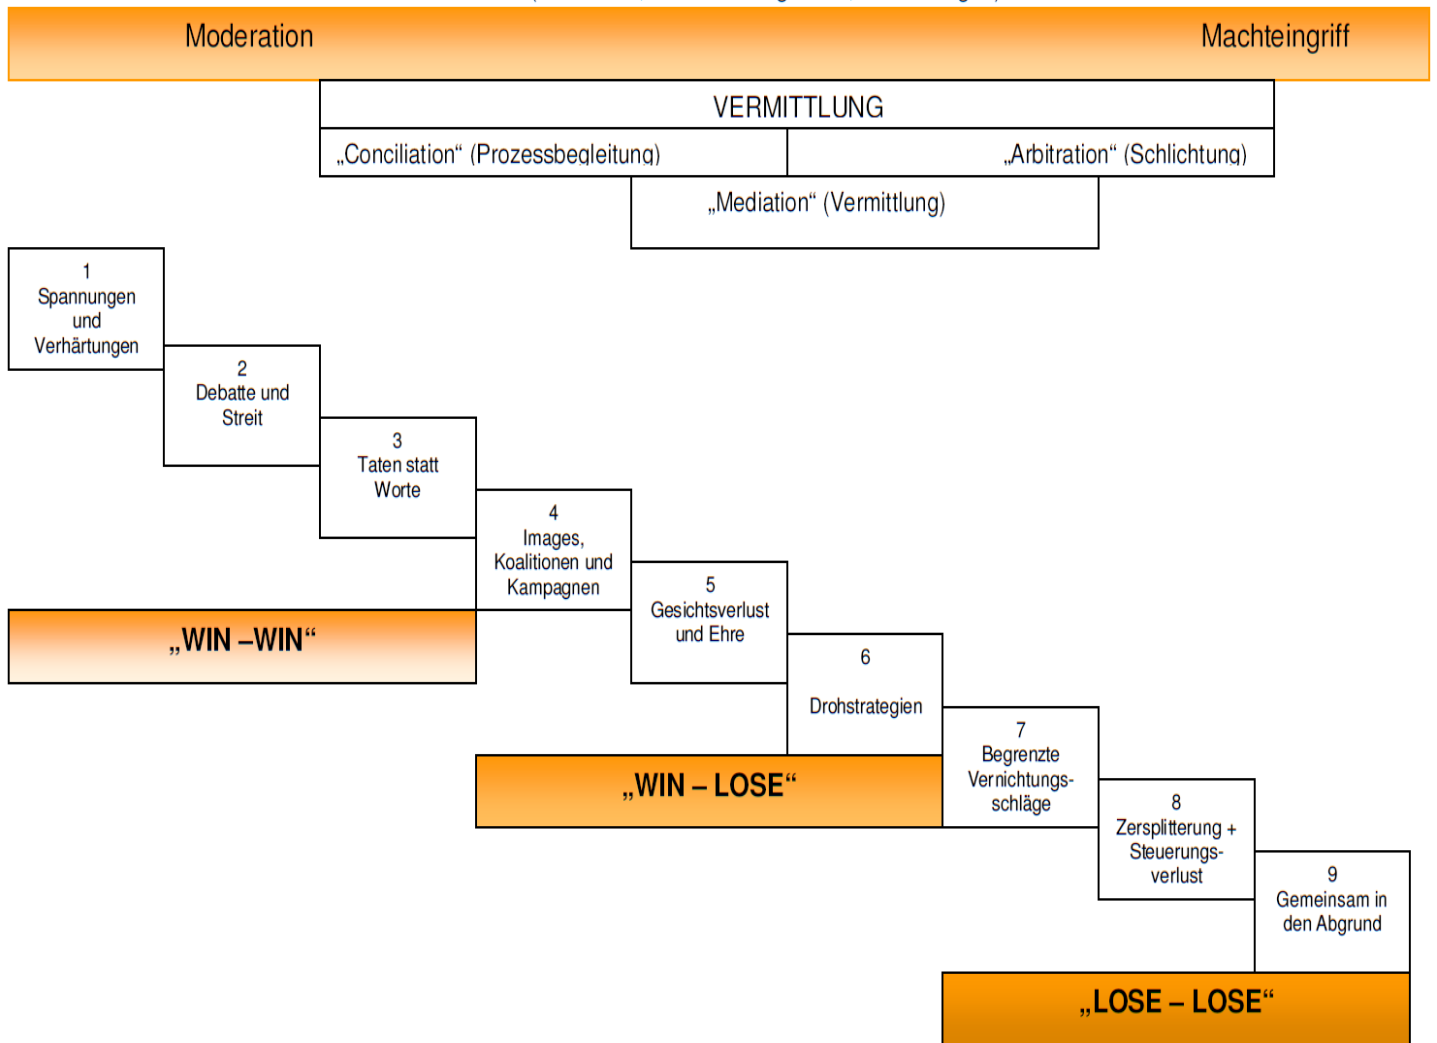 Moderation
Machteingriff
VERMITTLUNG
„Conciliation“ (Prozessbegleitung)
„Arbitration“ (Schlichtung)
„Mediation“ (Vermittlung)
1
Spannungen
und
Verhärtungen
2
Debatte und
Streit
3
Taten statt
Worte
4
Images,
Koalitionen und
Kampagnen
5
Gesichtsverlust
und Ehre
6
Drohstrategien
7
Begrenzte
Vernichtungs-
schläge
8
Zersplitterung +
Steuerungs-
verlust
9
Gemeinsam in
den Abgrund
„WIN –WIN“
„WIN – LOSE“
„LOSE – LOSE“